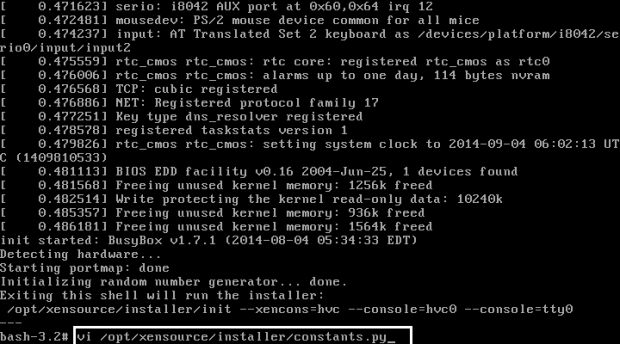 [    0.471623] serio: i8042 AUX port at 0x60,0x64 irq 12
[    0.472481] mousedev: PS/2 mouse device common for all mice
[    0.474237] input: AT Translated Set 2 keyboard as /devices/platform/i8042/se
rio0/input/input2
[    0.475559] rtc_cmos rtc_cmos: rtc core: registered rtc_cmos as rtc0
[    0.476006] rtc_cmos rtc_cmos: alarms up to one day, 114 bytes nvram
[    0.476568] TCP: cubic registered
[    0.476886] NET: Registered protocol family 17
[    0.477251] Key type dns_resolver registered
[    0.478578] registered taskstats version 1
[    0.479826] rtc_cmos rtc_cmos: setting system clock to 2014-09-04 06:02:13 UT
C (1409810533)
[    0.481113] BIOS EDD facility v0.16 2004-Jun-25, 1 devices found
[    0.481568] Freeing unused kernel memory: 1256k freed
[    0.482514] Write protecting the kernel read-only data: 10240k
[    0.485357] Freeing unused kernel memory: 936k freed
[    0.486181] Freeing unused kernel memory: 1564k freed
init started: BusyBox v1.7.1 (2014-08-04 05:34:33 EDT)
Detecting hardware...
Starting portmap: done
Initializing random number generator... done.
Exiting this shell will run the installer:
 /opt/xensource/installer/init --xencons=hvc --console=hvc0 --console=tty0
---
bash-3.2# vi /opt/xensource/installer/constants.py_